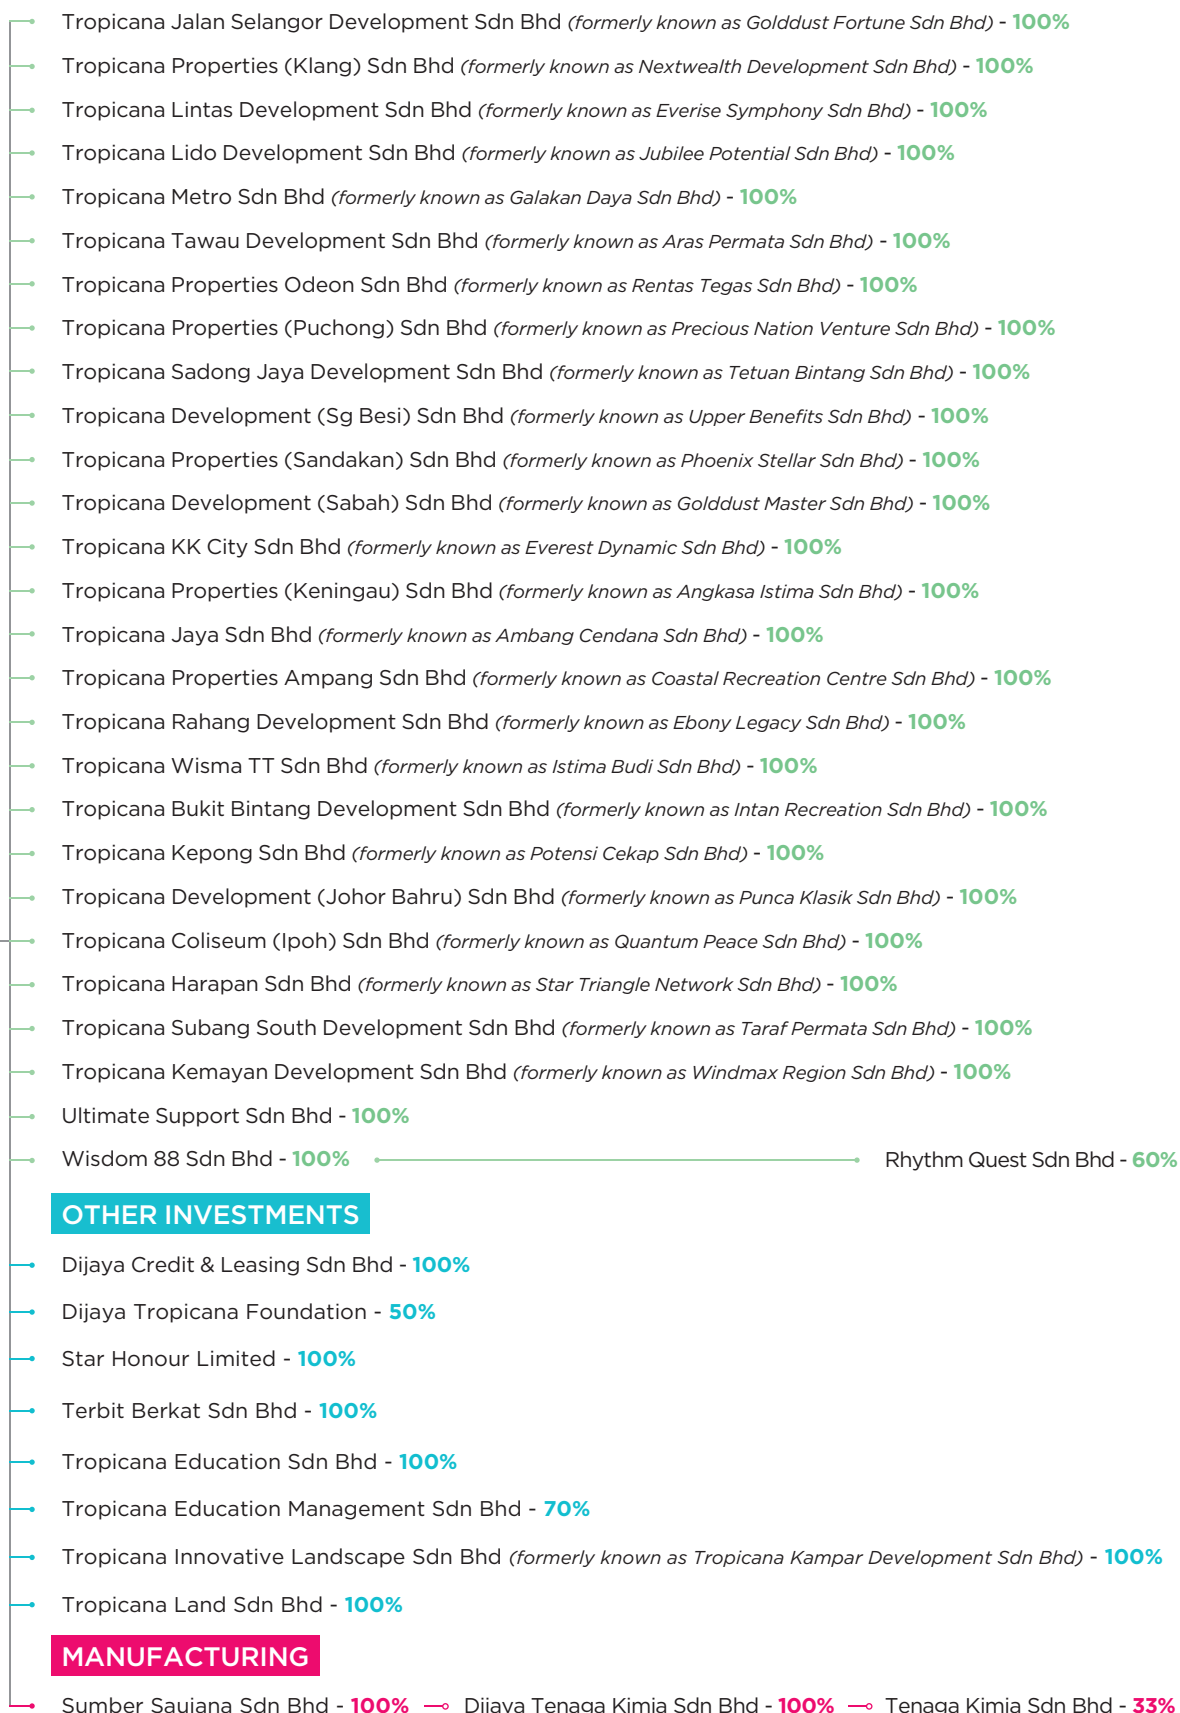 Tropicana Jalan Selangor Development Sdn Bhd (formerly known as Golddust Fortune Sdn Bhd) - 100%
Tropicana Properties (Klang) Sdn Bhd (formerly known as Nextwealth Development Sdn Bhd) - 100%
Tropicana Lintas Development Sdn Bhd (formerly known as Everise Symphony Sdn Bhd) - 100%
Tropicana Lido Development Sdn Bhd (formerly known as Jubilee Potential Sdn Bhd) - 100%
Tropicana Metro Sdn Bhd (formerly known as Galakan Daya Sdn Bhd) - 100%
Tropicana Tawau Development Sdn Bhd (formerly known as Aras Permata Sdn Bhd) - 100%
Tropicana Properties Odeon Sdn Bhd (formerly known as Rentas Tegas Sdn Bhd) - 100%
Tropicana Properties (Puchong) Sdn Bhd (formerly known as Precious Nation Venture Sdn Bhd) - 100%
Tropicana Sadong Jaya Development Sdn Bhd (formerly known as Tetuan Bintang Sdn Bhd) - 100%
Tropicana Development (Sg Besi) Sdn Bhd (formerly known as Upper Benefits Sdn Bhd) - 100%
Tropicana Properties (Sandakan) Sdn Bhd (formerly known as Phoenix Stellar Sdn Bhd) - 100%
Tropicana Development (Sabah) Sdn Bhd (formerly known as Golddust Master Sdn Bhd) - 100%
Tropicana KK City Sdn Bhd (formerly known as Everest Dynamic Sdn Bhd) - 100%
Tropicana Properties (Keningau) Sdn Bhd (formerly known as Angkasa Istima Sdn Bhd) - 100%
Tropicana Jaya Sdn Bhd (formerly known as Ambang Cendana Sdn Bhd) - 100%
Tropicana Properties Ampang Sdn Bhd (formerly known as Coastal Recreation Centre Sdn Bhd) - 100%
Tropicana Rahang Development Sdn Bhd (formerly known as Ebony Legacy Sdn Bhd) - 100%
Tropicana Wisma TT Sdn Bhd (formerly known as Istima Budi Sdn Bhd) - 100%
Tropicana Bukit Bintang Development Sdn Bhd (formerly known as Intan Recreation Sdn Bhd) - 100%
Tropicana Kepong Sdn Bhd (formerly known as Potensi Cekap Sdn Bhd) - 100%
Tropicana Development (Johor Bahru) Sdn Bhd (formerly known as Punca Klasik Sdn Bhd) - 100%
Tropicana Coliseum (Ipoh) Sdn Bhd (formerly known as Quantum Peace Sdn Bhd) - 100%
Tropicana Harapan Sdn Bhd (formerly known as Star Triangle Network Sdn Bhd) - 100%
Tropicana Subang South Development Sdn Bhd (formerly known as Taraf Permata Sdn Bhd) - 100%
Tropicana Kemayan Development Sdn Bhd (formerly known as Windmax Region Sdn Bhd) - 100%
Ultimate Support Sdn Bhd - 100%
Wisdom 88 Sdn Bhd - 100% Rhythm Quest Sdn Bhd - 60%
OTHER INVESTMENTS
Dijaya Credit & Leasing Sdn Bhd - 100%
Dijaya Tropicana Foundation - 50%
Star Honour Limited - 100%
Terbit Berkat Sdn Bhd - 100%
Tropicana Education Sdn Bhd - 100%
Tropicana Education Management Sdn Bhd - 70%
Tropicana Innovative Landscape Sdn Bhd (formerly known as Tropicana Kampar Development Sdn Bhd) - 100%
Tropicana Land Sdn Bhd - 100%
MANUFACTURING
Sumber Saujana Sdn Bhd - 100% Dijaya Tenaga Kimia Sdn Bhd - 100% Tenaga Kimia Sdn Bhd - 33%